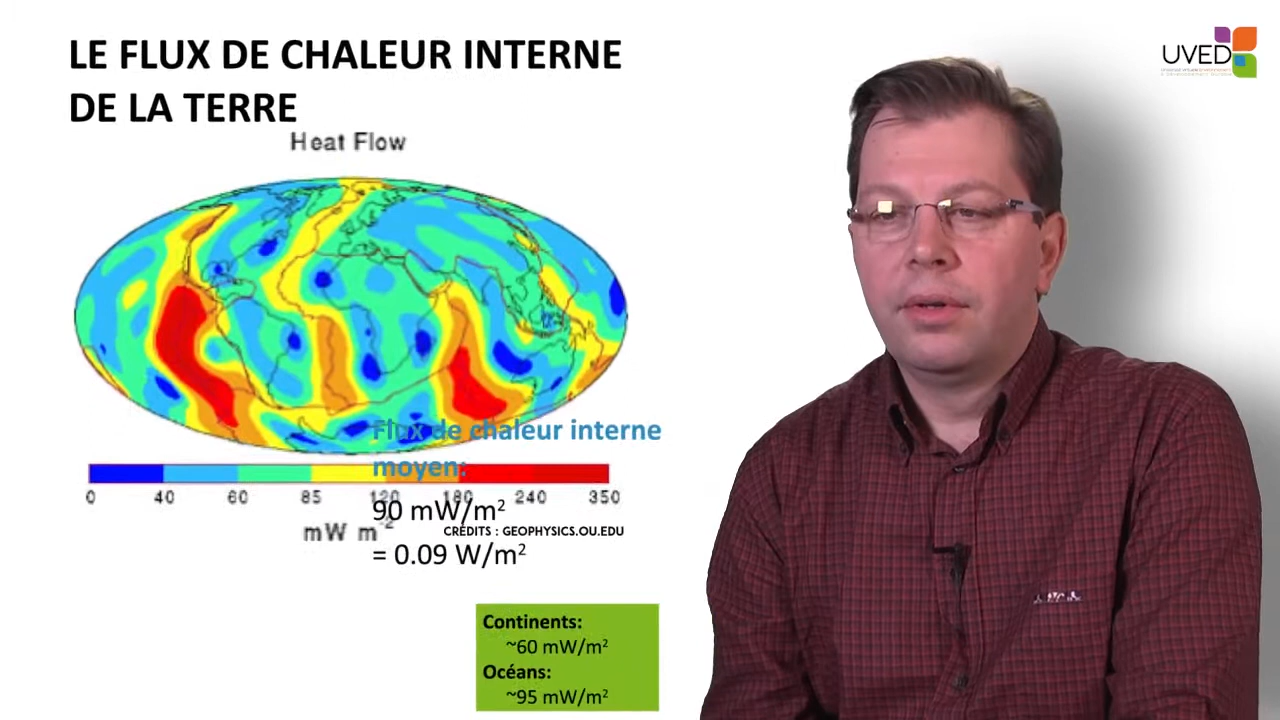 LE FLUX DE CHALEUR INTERNE
DE LA TERRE
UVED
Heat Flow
Flux de chaleur interne
moyen:
0 40 60 85 120 180 240 350
90 mW/m²
mW m⁻²
CRÉDITS : GEOPHYSICS.OU.EDU
= 0.09 W/m²
Continents:
~60 mW/m²
Océans:
~95 mW/m²